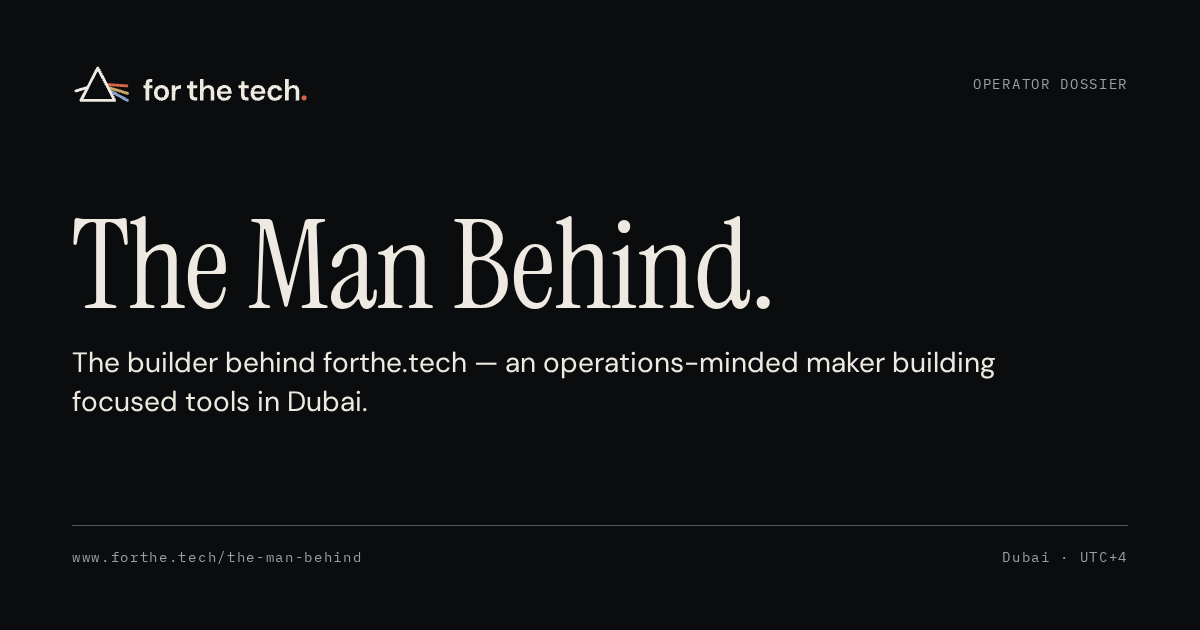 for the tech.
OPERATOR DOSSIER
The Man Behind.
The builder behind forthe.tech — an operations-minded maker building
focused tools in Dubai.
www.forthe.tech/the-man-behind
Dubai · UTC+4